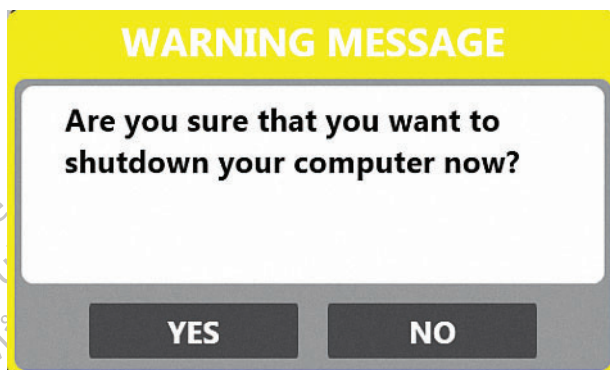 WARNING MESSAGE
Are you sure that you want to
shutdown your computer now?
YES
NO